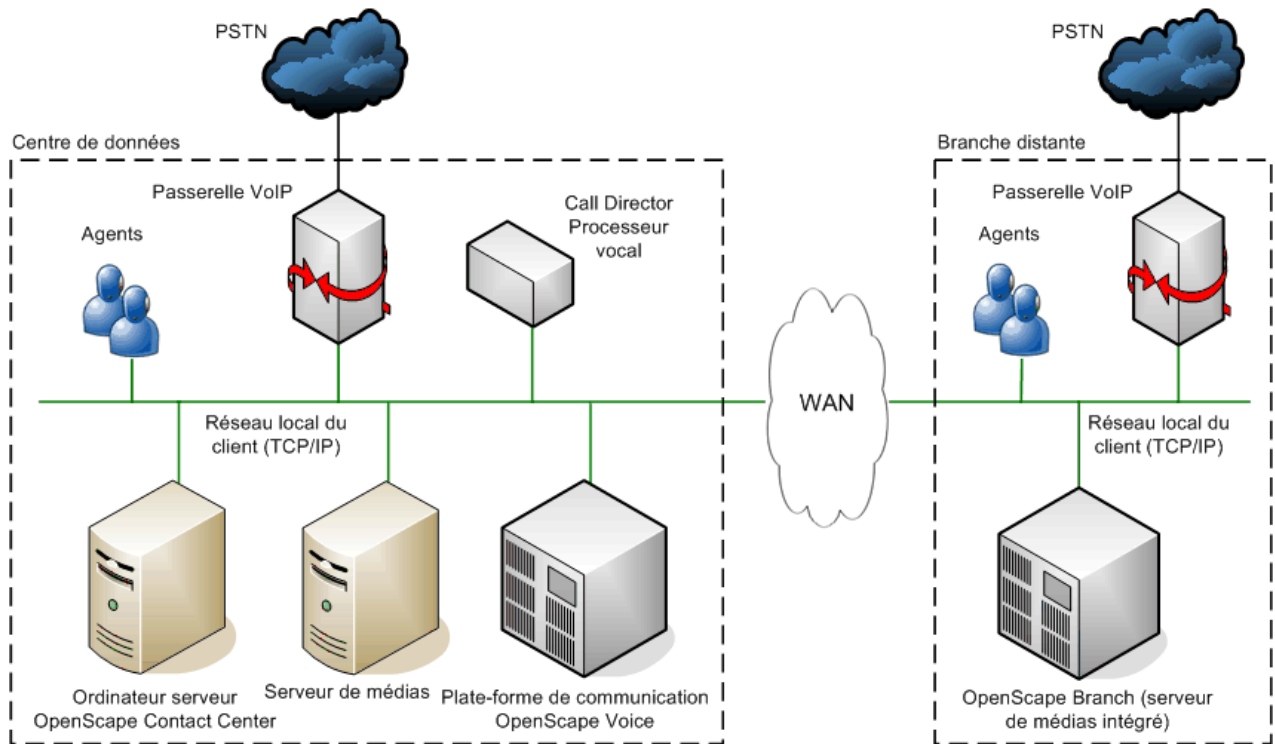 PSTN
PSTN
Centre de données
Branche distante
Passerelle VoIP
Call Director
Processeur
vocal
Agents
Passerelle VoIP
Agents
WAN
Réseau local du
client (TCP/IP)
Réseau local du
client (TCP/IP)
Ordinateur serveur
OpenScape Contact Center
Serveur de médias
Plate-forme de communication
OpenScape Voice
OpenScape Branch (serveur
de médias intégré)